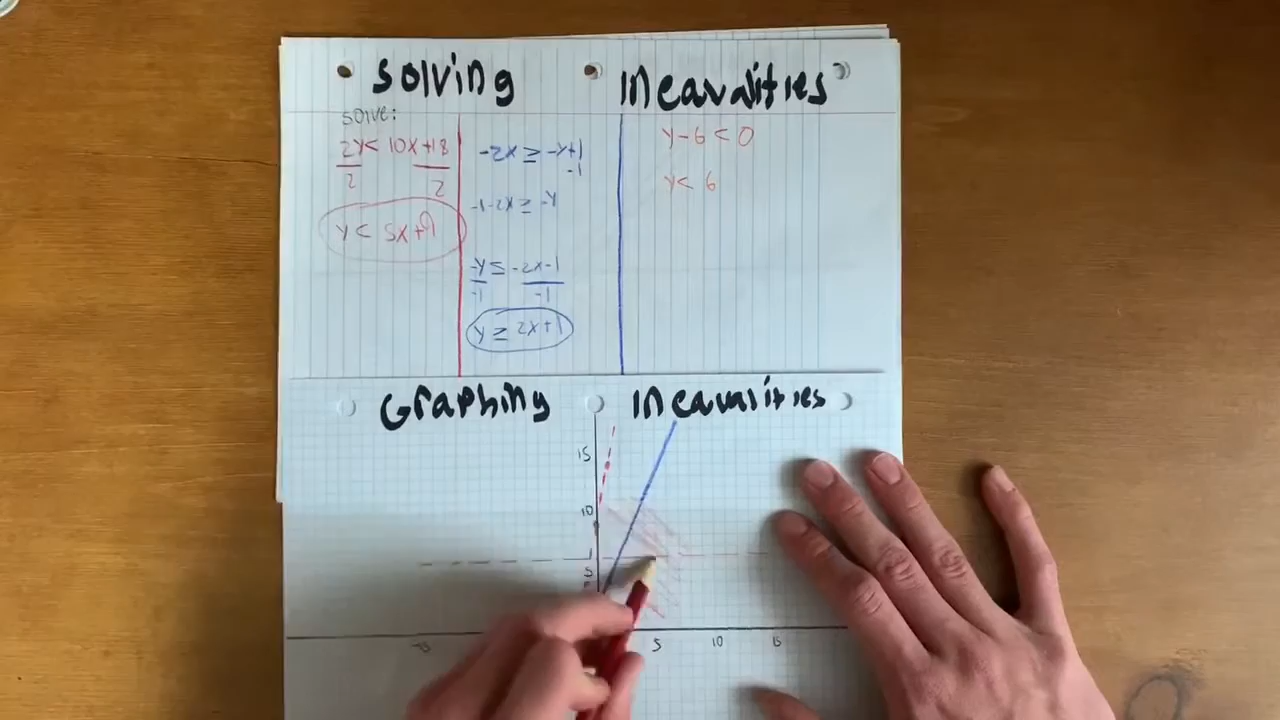 Solving Inequalities
solve:
2y < 10x+18
2 2
y > 5x+9
-2x ≥ -y+1
-1
-2x-1 ≥ -y
-y ≤ -2x-1
-1 -1
y ≥ 2x+1
y-6 < 0
y < 6
Graphing Inequalities
15
10
5
-5 5 10 15